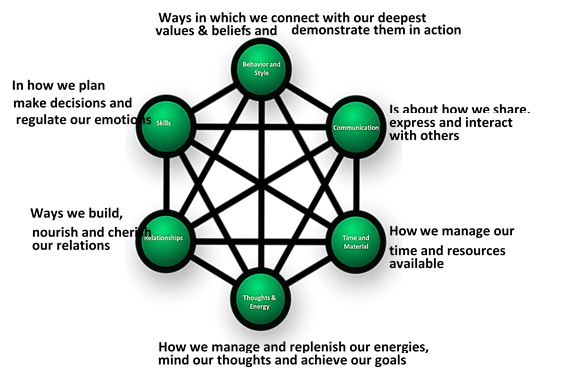 Ways in which we connect with our deepest
values & beliefs and demonstrate them in action
Behavior and
Style
In how we plan
make decisions and
regulate our emotions
Skills
Communication
Is about how we share,
express and interact
with others
Ways we build,
nourish and cherish
our relations
Relationships
Time and
Material
How we manage our
time and resources
available
Thoughts &
Energy
How we manage and replenish our energies,
mind our thoughts and achieve our goals